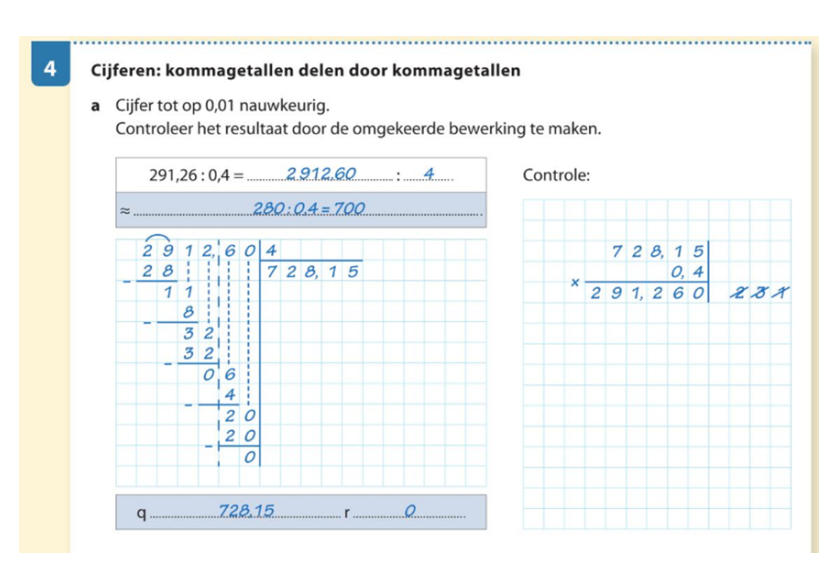 4
Cijferen: kommagetallen delen door kommagetallen
a Cijfer tot op 0,01 nauwkeurig.
Controleer het resultaat door de omgekeerde bewerking te maken.
291,26 : 0,4 = 2912,60 : 4
≈ 280 : 0,4 = 700
2 9 1 2, 6 0 4
- 2 8 7 2 8, 1 5
1 1
- 8
3 2
- 3 2
0 6
- 4
2 0
- 2 0
0
q 728,15 r 0
Controle:
7 2 8, 1 5
x 0, 4
2 9 1, 2 6 0 2 3 1